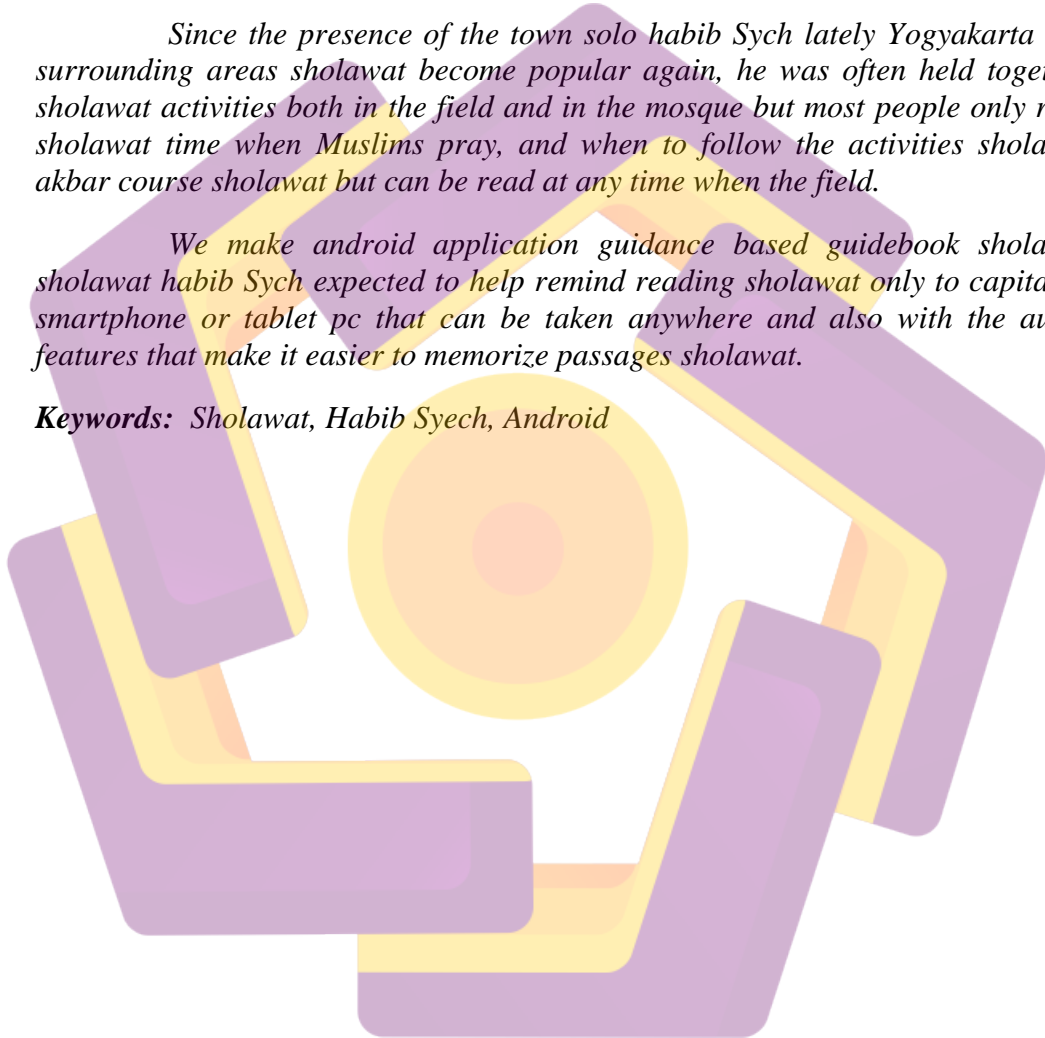 Since the presence of the town solo habib Sych lately Yogyakarta
surrounding areas sholawat become popular again, he was often held toge
sholawat activities both in the field and in the mosque but most people only r
sholawat time when Muslims pray, and when to follow the activities shola
akbar course sholawat but can be read at any time when the field.
We make android application guidance based guidebook shola
sholawat habib Sych expected to help remind reading sholawat only to capita
smartphone or tablet pc that can be taken anywhere and also with the au
features that make it easier to memorize passages sholawat.
Keywords: Sholawat, Habib Syech, Android